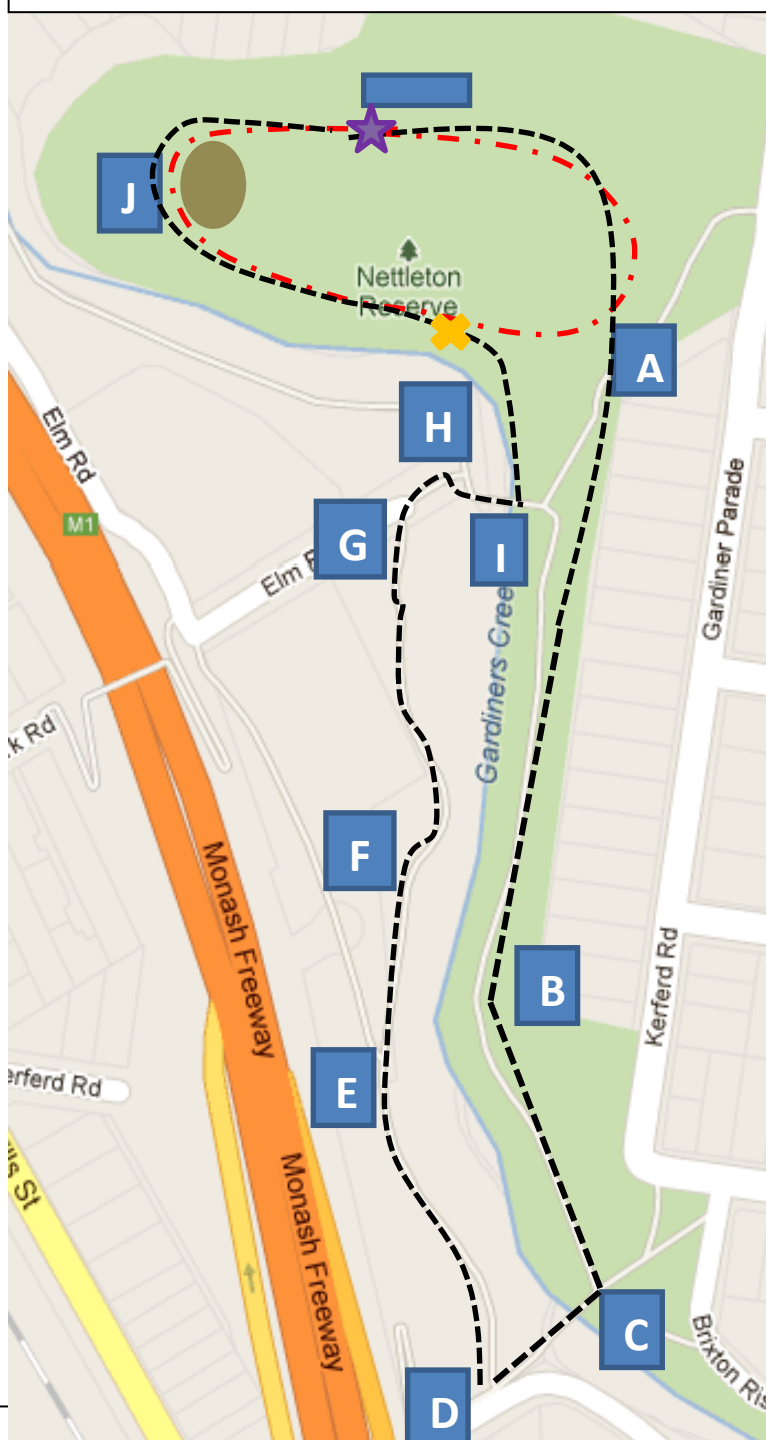 J
Nettleton
Reserve
A
H
Elm Rd
M1
G
I
Elm
Gardiner Parade
Gardiners Cree
k Rd
F
Monash Freeway
B
Kerferd Rd
E
erferd Rd
lls St
Monash Freeway
C
Brixton Ris
D